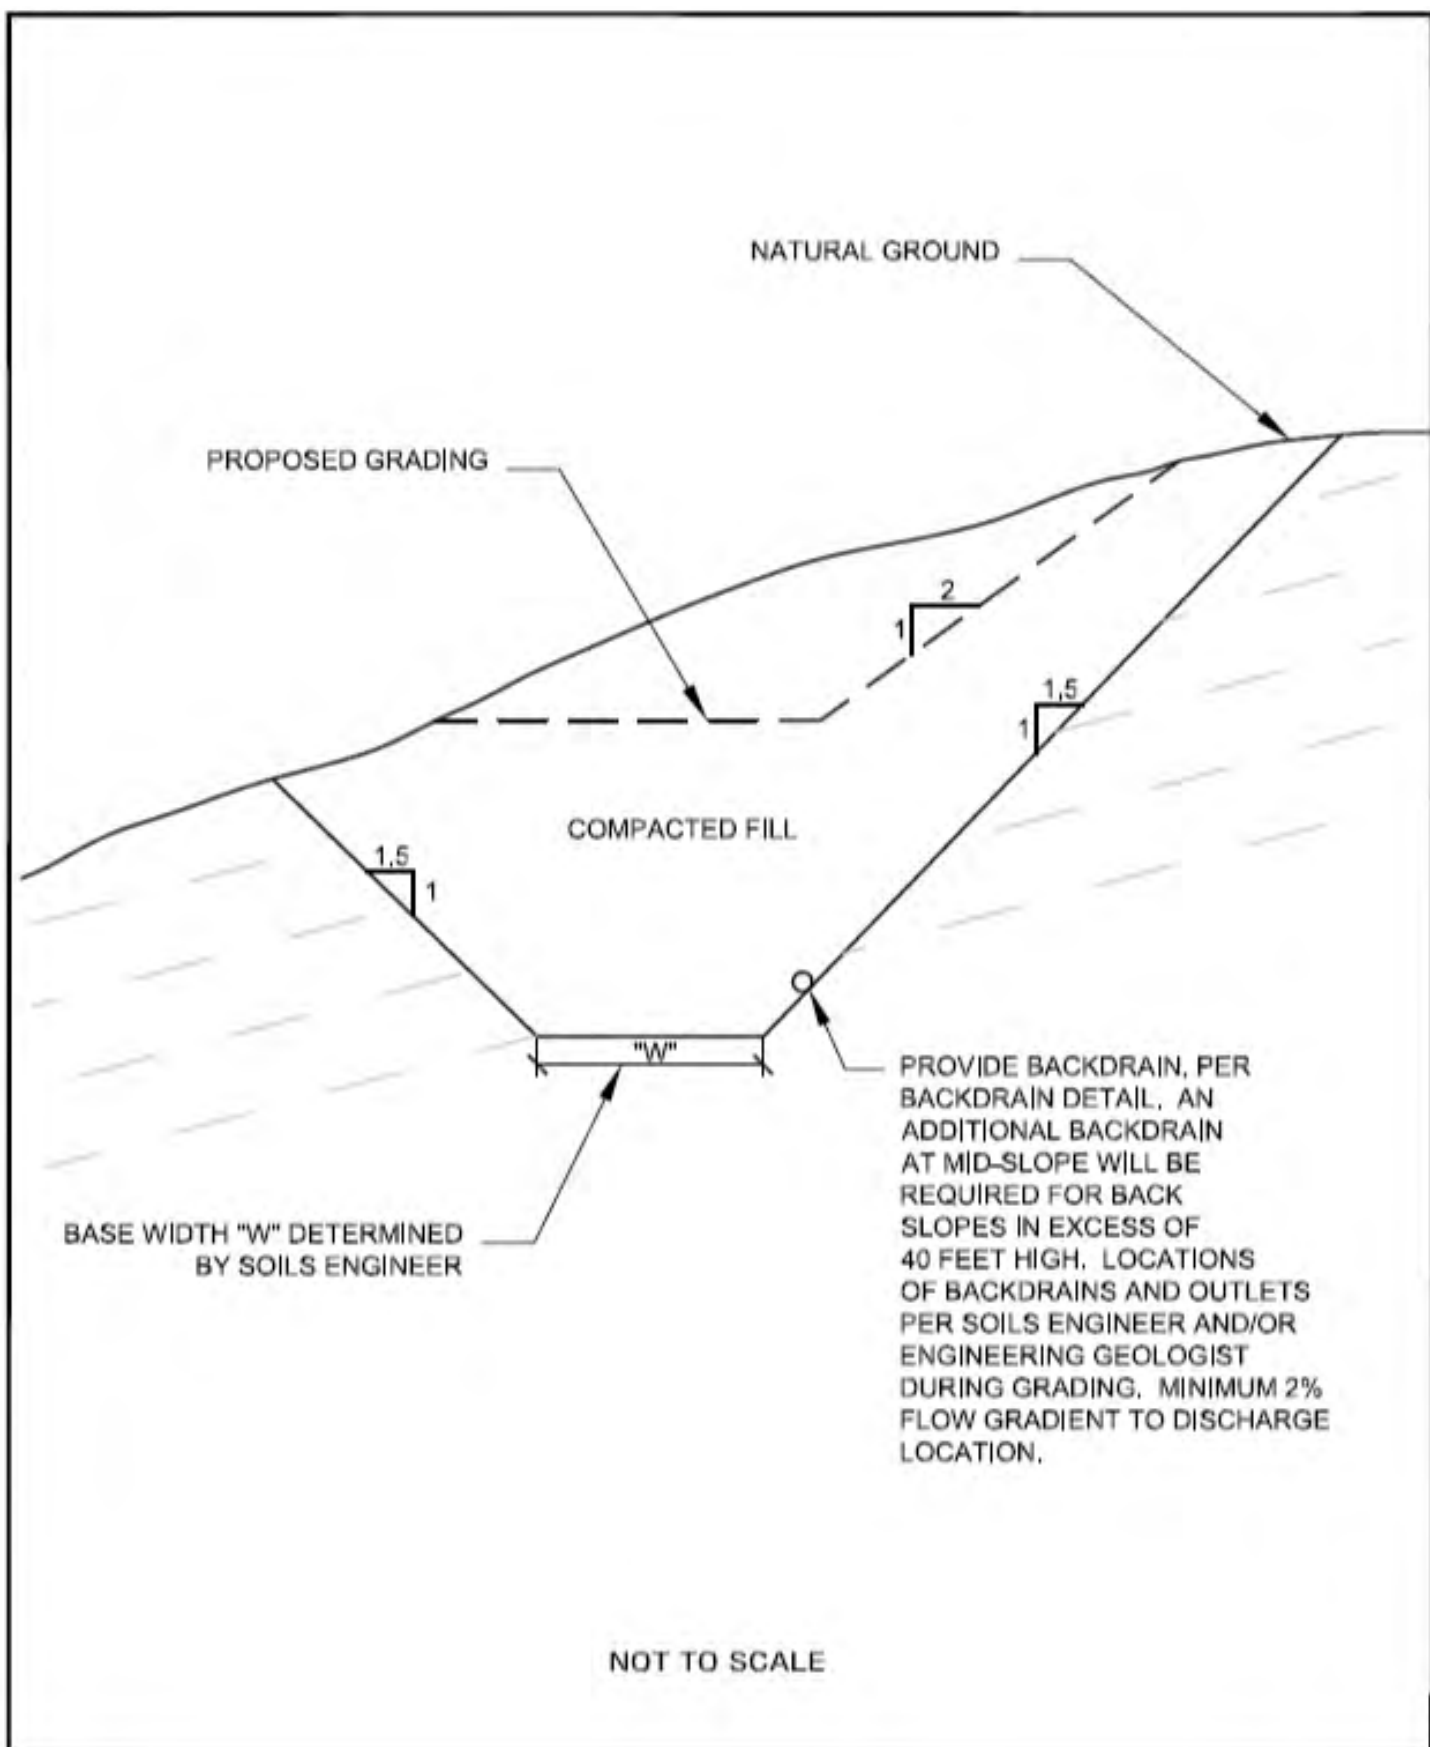 NATURAL GROUND
PROPOSED GRADING
2
1
1.5
1
COMPACTED FILL
1.5
1
"W"
PROVIDE BACKDRAIN, PER
BACKDRAIN DETAIL. AN
ADDITIONAL BACKDRAIN
AT MID-SLOPE WILL BE
REQUIRED FOR BACK
SLOPES IN EXCESS OF
40 FEET HIGH. LOCATIONS
OF BACKDRAINS AND OUTLETS
PER SOILS ENGINEER AND/OR
ENGINEERING GEOLOGIST
DURING GRADING. MINIMUM 2%
FLOW GRADIENT TO DISCHARGE
LOCATION.
BASE WIDTH "W" DETERMINED
BY SOILS ENGINEER
NOT TO SCALE